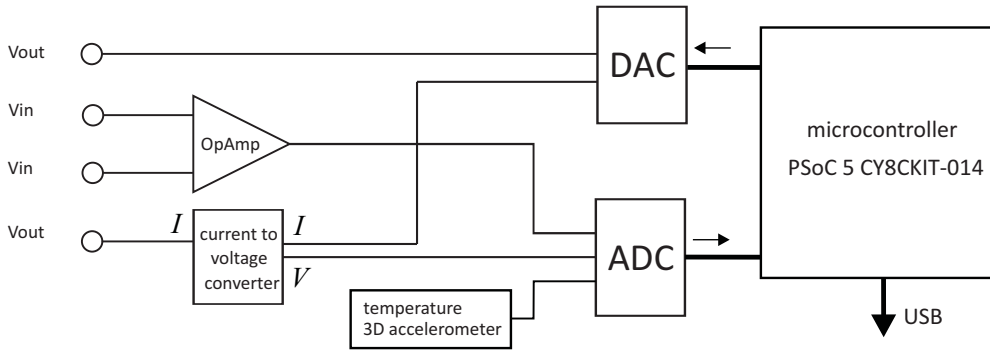 Vout
DAC
Vin
OpAmp
microcontroller
PSoC 5 CY8CKIT-014
Vin
Vout
I
current to
voltage
converter
I
V
ADC
temperature
3D accelerometer
USB